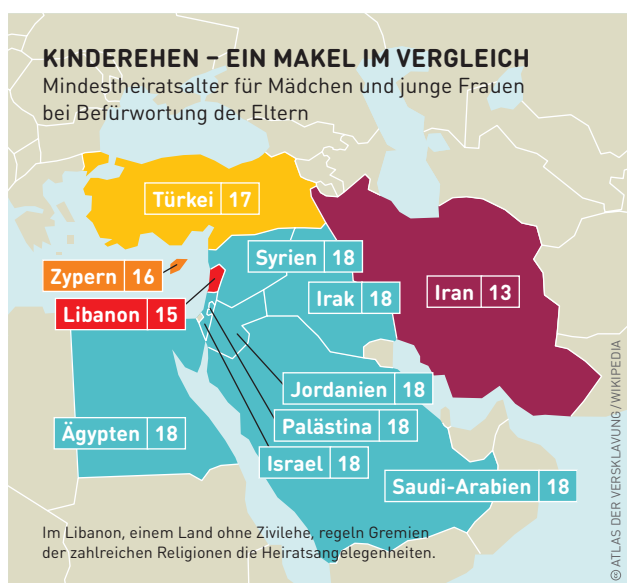 KINDEREHEN – EIN MAKEL IM VERGLEICH
Mindestheiratsalter für Mädchen und junge Frauen
bei Befürwortung der Eltern
Türkei 17
Zypern 16
Syrien 18
Libanon 15
Irak 18
Iran 13
Jordanien 18
Palästina 18
Ägypten 18
Israel 18
Saudi-Arabien 18
Im Libanon, einem Land ohne Zivilehe, regeln Gremien
der zahlreichen Religionen die Heiratsangelegenheiten.
ATLAS DER VERSKLAVUNG/WIKIPEDIA